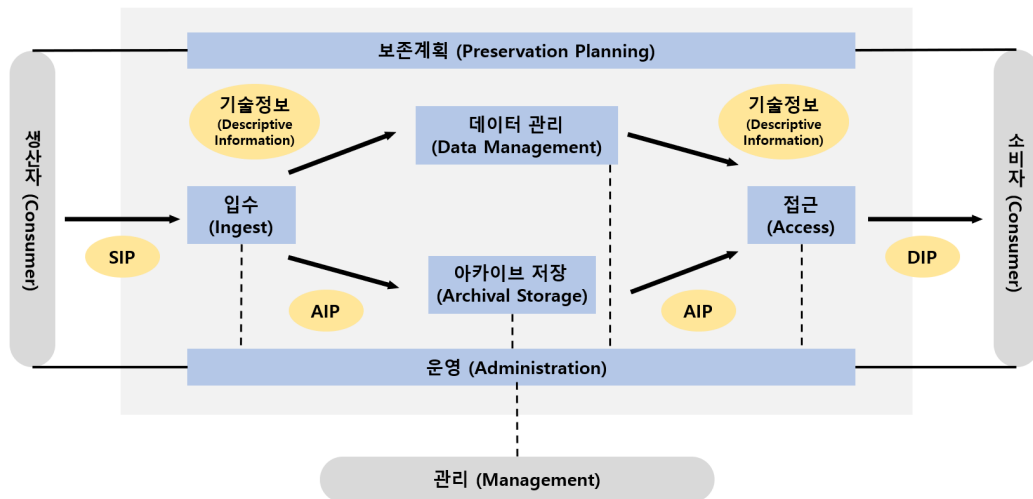 보존계획 (Preservation Planning)
기술정보
(Descriptive
Information)
데이터 관리
(Data Management)
기술정보
(Descriptive
Information)
생산자 (Consumer)
입수
(Ingest)
접근
(Access)
소비자 (Consumer)
SIP
DIP
아카이브 저장
(Archival Storage)
AIP
AIP
운영 (Administration)
관리 (Management)